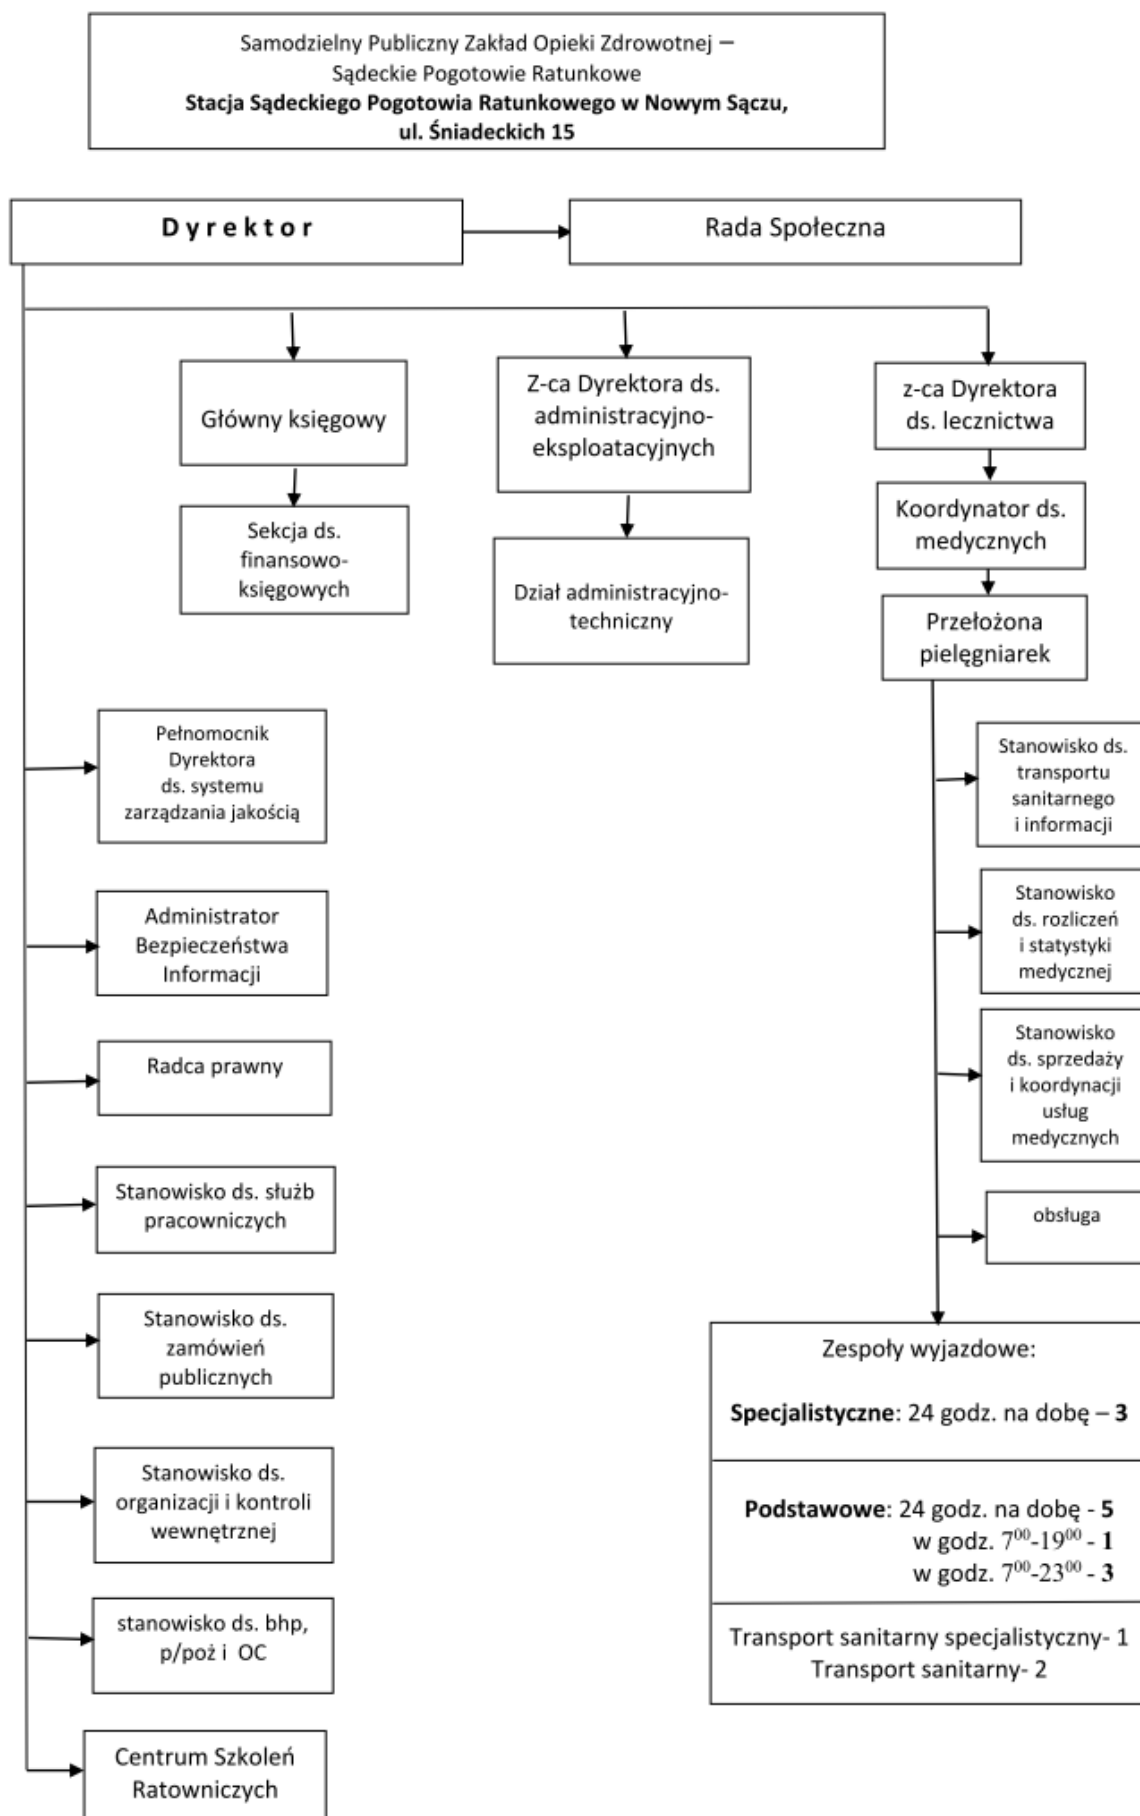 Samodzielny Publiczny Zakład Opieki Zdrowotnej –
Sądeckie Pogotowie Ratunkowe
Stacja Sądeckiego Pogotowia Ratunkowego w Nowym Sączu,
ul. Śniadeckich 15
D y r e k t o r
Rada Społeczna
Główny księgowy
Z-ca Dyrektora ds.
administracyjno-
eksploatacyjnych
z-ca Dyrektora
ds. lecznictwa
Sekcja ds.
finansowo-
księgowych
Dział administracyjno-
techniczny
Koordynator ds.
medycznych
Przełożona
pielęgniarek
Pełnomocnik
Dyrektora
ds. systemu
zarządzania jakością
Administrator
Bezpieczeństwa
Informacji
Radca prawny
Stanowisko ds. służb
pracowniczych
Stanowisko ds.
zamówień
publicznych
Stanowisko ds.
organizacji i kontroli
wewnętrznej
stanowisko ds. bhp,
p/poż i OC
Centrum Szkoleń
Ratowniczych
Stanowisko ds.
transportu
sanitarnego
i informacji
Stanowisko
ds. rozliczeń
i statystyki
medycznej
Stanowisko
ds. sprzedaży
i koordynacji
usług
medycznych
obsługa
Zespoły wyjazdowe:
Specjalistyczne: 24 godz. na dobę – 3
Podstawowe: 24 godz. na dobę - 5
w godz. 7⁰⁰-19⁰⁰ - 1
w godz. 7⁰⁰-23⁰⁰ - 3
Transport sanitarny specjalistyczny- 1
Transport sanitarny- 2